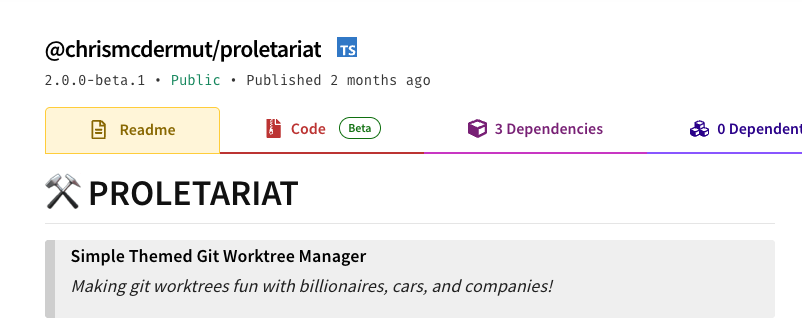 @chrismcdermut/proletariat TS
2.0.0-beta.1 • Public • Published 2 months ago
Readme Code Beta 3 Dependencies 0 Dependent
PROLETARIAT
Simple Themed Git Worktree Manager
Making git worktrees fun with billionaires, cars, and companies!